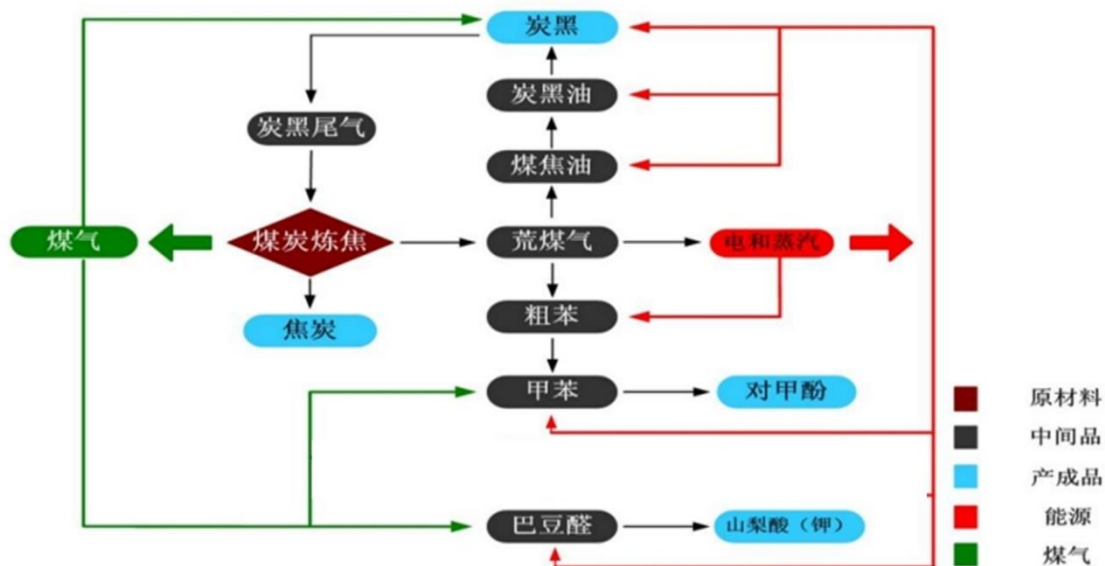 炭黑
炭黑油
炭黑尾气
煤焦油
煤气
煤炭炼焦
荒煤气
电和蒸汽
焦炭
粗苯
甲苯
对甲酚
巴豆醛
山梨酸（钾）
原材料
中间品
产成品
能源
煤气